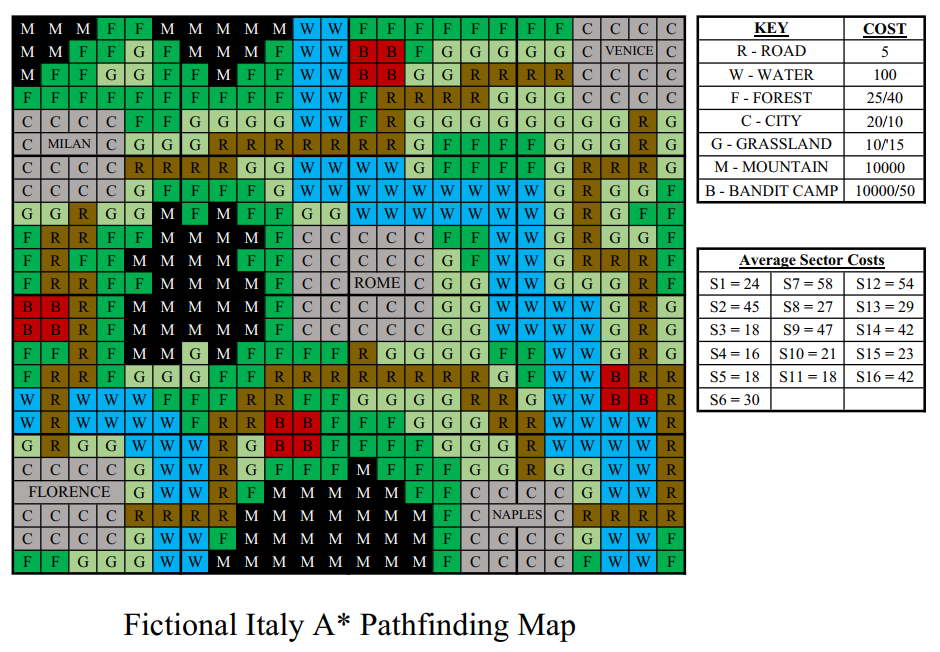 M M M F F M M M M M W W F F F F F F F F C C C C
M M F F G F M M M F W W B B F G G G G G C VENICE C
M F F G G F F M F F W W B B G G R R R R C C C C
F F F F F F F F F F W W F R R R R G G G C C C C
C C C C F F G G G G W W F R G G G G G G G G R G
C MILAN C G G G R R R R R R R G F F F F G G G R G
C C C C R R R R G G W W W W G F F F F G R R R G
C C C C G F F F F G W W W W W W W W W G R G G F
G G R G G M F M F F G G W W W W W W W G R G F F
F R R F F M M M M F C C C C C F F W W G R G G F
F R F F M M M M F F C C C C C G F W W G R R R F
F R R F F M M M M F C C ROME C G G W W G G G R G
B B R F M M M M M F C C C C C G G W W W W G R G
B B R F M M M M M F C C C C C G G W W W W G R G
F F R F M M G M F F F F R G G G G F F W W G R G
F R R F G G G F F R R R R R R R R G F W W B R R
W R W W W F F F R R F F G G G G R R G W W B B R
W R W W W W F R R B B F F F G G G R R W W W W R
G R G G W W W R G B B F F F F G G G R W W W W R
C C C C G W W R G F F F M F F F G G R G G W W R
FLORENCE G W W R F M M M M M F F C C C C G W W R
C C C C R R R R M M M M M M M F C NAPLES C R R R R
C C C C G W W F M M M M M M M F C C C C G W W F
F F G G G W W M M M M M M M M F C C C C F W W F
KEY COST
R - ROAD 5
W - WATER 100
F - FOREST 25/40
C - CITY 20/10
G - GRASSLAND 10/'15
M - MOUNTAIN 10000
B - BANDIT CAMP 10000/50
Average Sector Costs
S1 = 24 S7 = 58 S12 = 54
S2 = 45 S8 = 27 S13 = 29
S3 = 18 S9 = 47 S14 = 42
S4 = 16 S10 = 21 S15 = 23
S5 = 18 S11 = 18 S16 = 42
S6 = 30
Fictional Italy A* Pathfinding Map